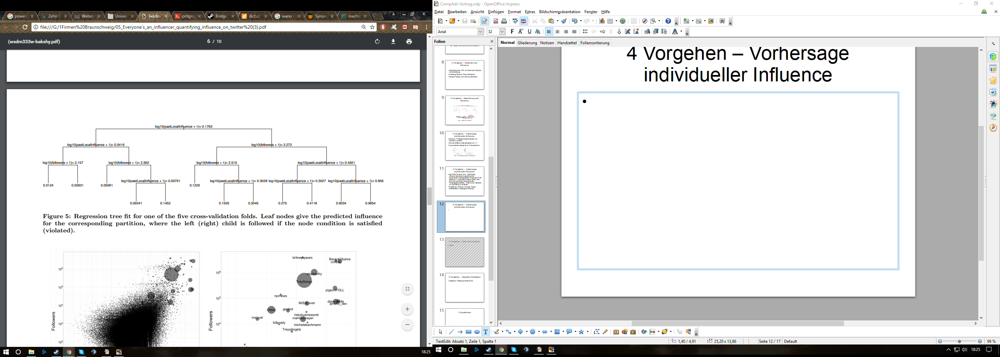 power
Zehn G
Webma
Univer
(wsdm
pr0gra
Bridge
dict.cc
wann v
Synon
machi
file:///G:/1Firmen%20Braunschweig/05_Everyone's_an_influencer_quantifying_influence_on_twitter%20(3).pdf
(wsdm333w-bakshy.pdf)
6 / 10
log10(pastLocalInfluence + 1)< 0.1763
log10(pastLocalInfluence + 1)< 0.0416
log10(followers + 1)< 3.272
log10(followers + 1)< 2.157
log10(followers + 1)< 2.562
log10(followers + 1)< 2.519
log10(pastLocalInfluence + 1)< 0.4921
log10(pastLocalInfluence + 1)< 0.09791
log10(pastLocalInfluence + 1)< 0.3028
log10(pastLocalInfluence + 1)< 0.3027
log10(pastLocalInfluence + 1)< 0.856
0.0124
0.03631
0.05991
0.1229
0.09241
0.1452
0.1929
0.3045
0.275
0.4118
0.6034
0.9854
Figure 5: Regression tree fit for one of the five cross-validation folds. Leaf nodes give the predicted influence
for the corresponding partition, where the left (right) child is followed if the node condition is satisfied
(violated).
Followers
10^6
10^5
10^4
10^3
10^2
Followers
10^6
10^5
10^4
britneyspears
BarackObama
cnnbrk
stephenfry
TreySongz
pigeonPOLL
nprnews
MrEdLover
disneypolls
iphone_dev
Orbitz
geohot
riskybusinessmb
marissamayer
mslayel
billprady
michelebachmann
TreysAngels
18:25
CompAdv Vortrag.odp - OpenOffice Impress
Datei Bearbeiten Ansicht Einfügen Format Extras Bildschirmpräsentation Fenster Hilfe
Arial
32
F K U
Folien
Normal Gliederung Notizen Handzettel Foliensortierung
8
4 Vorgehen – Erkennen der
Influence
9
4 Vorgehen – Berechnung der
Influence
10
4 Vorgehen – Vorhersage
individueller Influence
11
4 Vorgehen – Vorhersage
individueller Influence
12
4 Vorgehen – Vorhersage
individueller Influence
13
4 Vorgehen – Rolle des Contents
14
4 Vorgehen – Targeting Strategien
15
5 Ergebnisse
4 Vorgehen – Vorhersage
individueller Influence
•
TextEdit: Absatz 1, Zeile 1, Spalte 1
1,40 / 4,91
25,20 x 13,86
Seite 12 / 17
Default
99 %
18:25